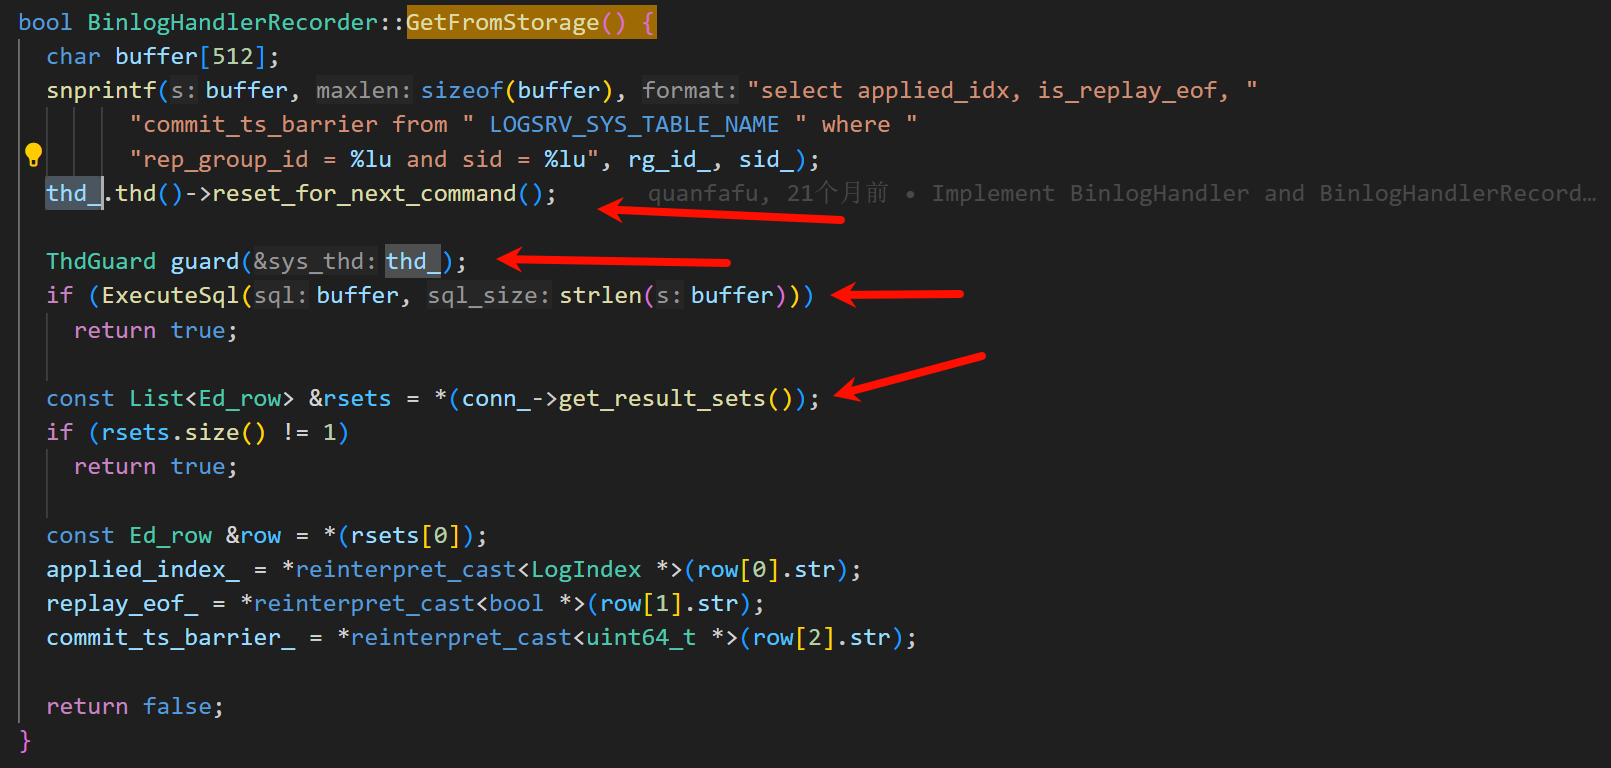 bool BinlogHandlerRecorder::GetFromStorage() {
char buffer[512];
snprintf(s: buffer, maxlen: sizeof(buffer), format: "select applied_idx, is_replay_eof, "
"commit_ts_barrier from " LOGSRV_SYS_TABLE_NAME " where "
"rep_group_id = %lu and sid = %lu", rg_id_, sid_);
thd_.thd()->reset_for_next_command(); quanfafu, 21个月前 • Implement BinlogHandler and BinlogHandlerRecord…
ThdGuard guard(&sys_thd: thd_);
if (ExecuteSql(sql: buffer, sql_size: strlen(s: buffer)))
return true;
const List<Ed_row> &rsets = *(conn_->get_result_sets());
if (rsets.size() != 1)
return true;
const Ed_row &row = *(rsets[0]);
applied_index_ = *reinterpret_cast<LogIndex *>(row[0].str);
replay_eof_ = *reinterpret_cast<bool *>(row[1].str);
commit_ts_barrier_ = *reinterpret_cast<uint64_t *>(row[2].str);
return false;
}